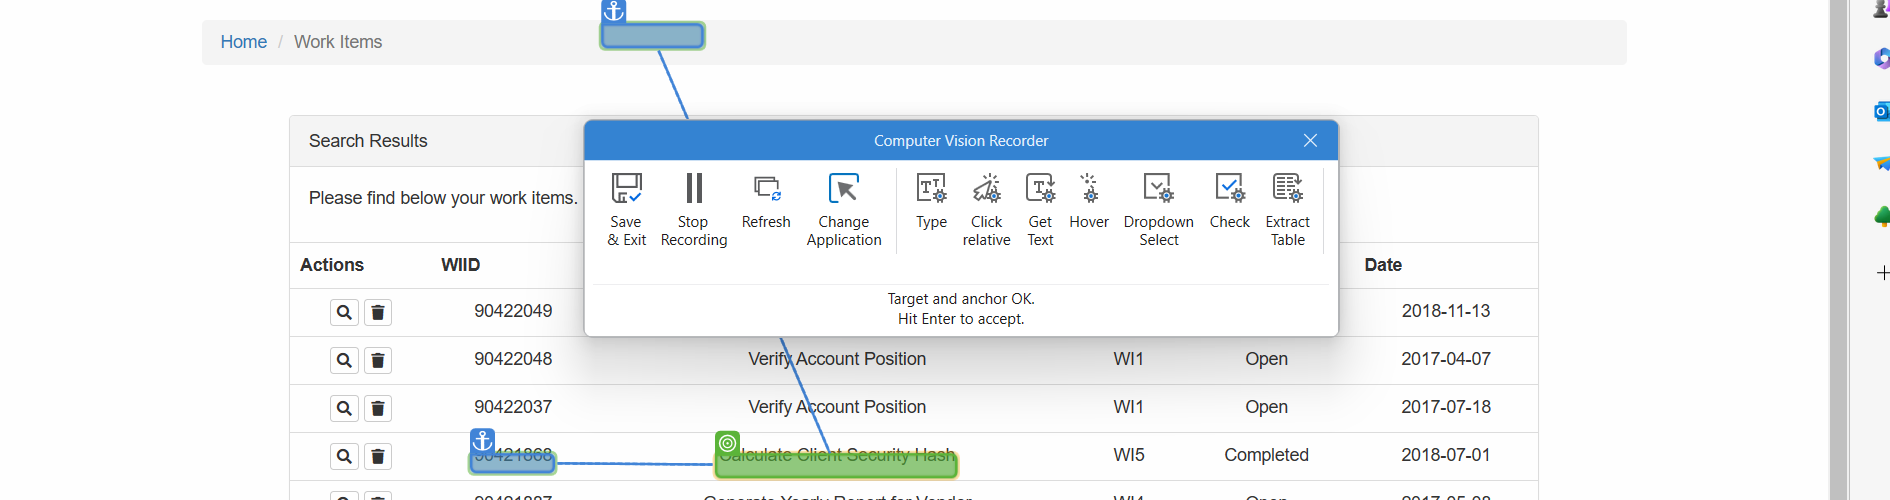 Home / Work Items
Computer Vision Recorder
Search Results
Please find below your work items.
Save & Exit
Stop Recording
Refresh
Change Application
Type
Click relative
Get Text
Hover
Dropdown Select
Check
Extract Table
Target and anchor OK.
Hit Enter to accept.
Actions WIID Date
90422049 2018-11-13
90422048 Verify Account Position WI1 Open 2017-04-07
90422037 Verify Account Position WI1 Open 2017-07-18
90421868 Calculate Client Security Hash WI5 Completed 2018-07-01
Generate Yearly Report for Vendor